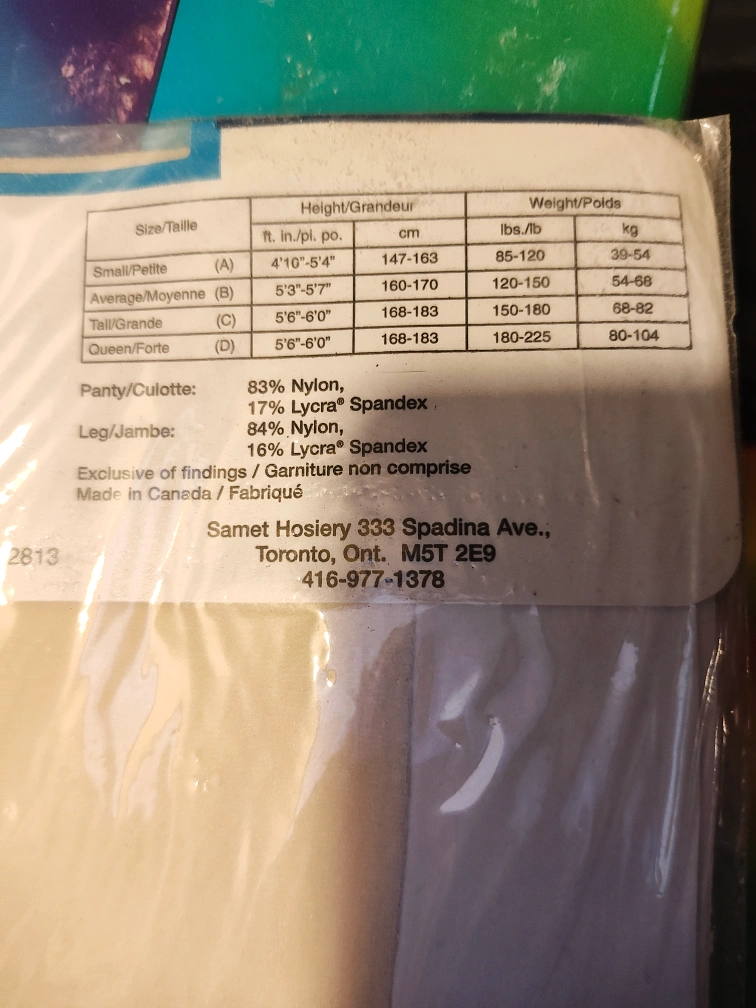 Size/Taille Height/Grandeur Weight/Poids
ft. in./pi. po. cm lbs./lb kg
Small/Petite (A) 4'10"-5'4" 147-163 85-120 39-54
Average/Moyenne (B) 5'3"-5'7" 160-170 120-150 54-68
Tall/Grande (C) 5'6"-6'0" 168-183 150-180 68-82
Queen/Forte (D) 5'6"-6'0" 168-183 180-225 80-104
Panty/Culotte: 83% Nylon,
17% Lycra® Spandex
Leg/Jambe: 84% Nylon,
16% Lycra® Spandex
Exclusive of findings / Garniture non comprise
Made in Canada / Fabriqué
Samet Hosiery 333 Spadina Ave.,
Toronto, Ont. M5T 2E9
2813
416-977-1378